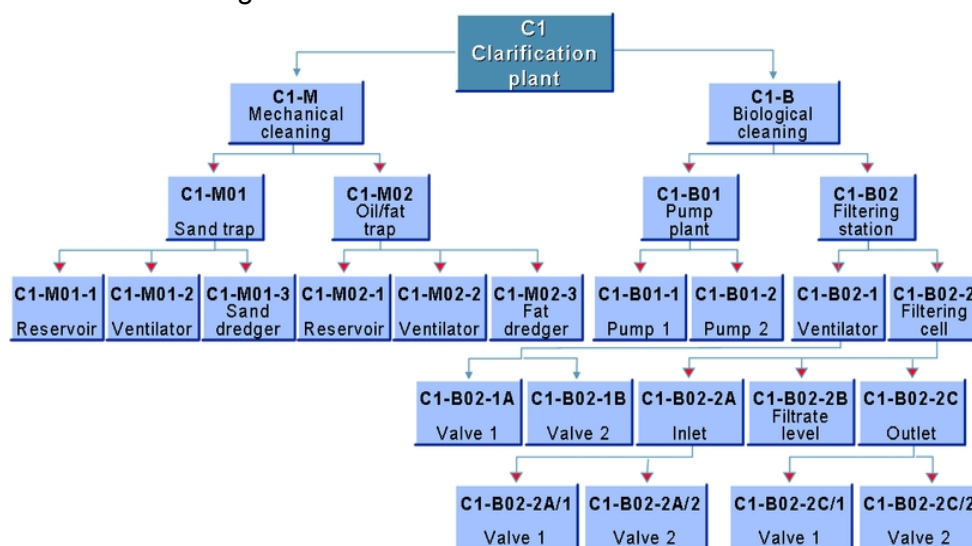 C1
Clarification
plant
C1-M
Mechanical
cleaning
C1-B
Biological
cleaning
C1-M01
Sand trap
C1-M02
Oil/fat
trap
C1-B01
Pump
plant
C1-B02
Filtering
station
C1-M01-1
Reservoir
C1-M01-2
Ventilator
C1-M01-3
Sand
dredger
C1-M02-1
Reservoir
C1-M02-2
Ventilator
C1-M02-3
Fat
dredger
C1-B01-1
Pump 1
C1-B01-2
Pump 2
C1-B02-1
Ventilator
C1-B02-2
Filtering
cell
C1-B02-1A
Valve 1
C1-B02-1B
Valve 2
C1-B02-2A
Inlet
C1-B02-2B
Filtrate
level
C1-B02-2C
Outlet
C1-B02-2A/1
Valve 1
C1-B02-2A/2
Valve 2
C1-B02-2C/1
Valve 1
C1-B02-2C/2
Valve 2